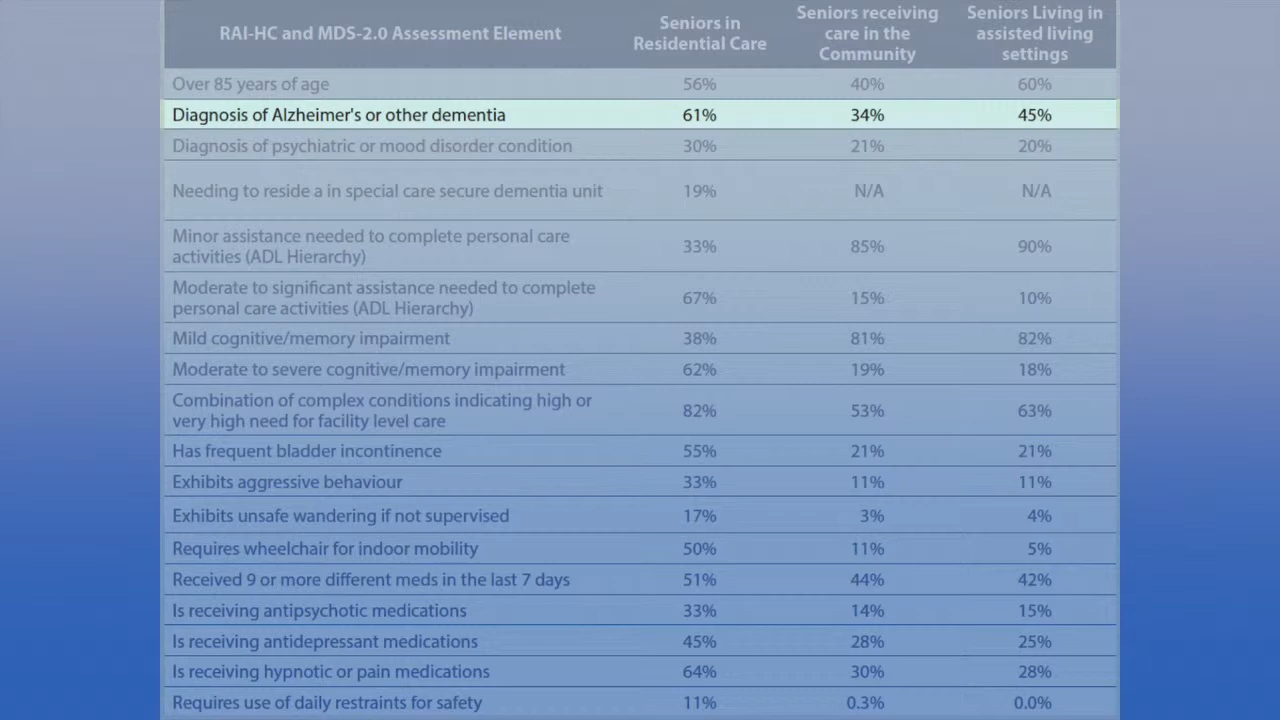 RAI-HC and MDS-2.0 Assessment Element Seniors in Residential Care Seniors receiving care in the Community Seniors Living in assisted living settings
Over 85 years of age 56% 40% 60%
Diagnosis of Alzheimer's or other dementia 61% 34% 45%
Diagnosis of psychiatric or mood disorder condition 30% 21% 20%
Needing to reside a in special care secure dementia unit 19% N/A N/A
Minor assistance needed to complete personal care
activities (ADL Hierarchy) 33% 85% 90%
Moderate to significant assistance needed to complete
personal care activities (ADL Hierarchy) 67% 15% 10%
Mild cognitive/memory impairment 38% 81% 82%
Moderate to severe cognitive/memory impairment 62% 19% 18%
Combination of complex conditions indicating high or
very high need for facility level care 82% 53% 63%
Has frequent bladder incontinence 55% 21% 21%
Exhibits aggressive behaviour 33% 11% 11%
Exhibits unsafe wandering if not supervised 17% 3% 4%
Requires wheelchair for indoor mobility 50% 11% 5%
Received 9 or more different meds in the last 7 days 51% 44% 42%
Is receiving antipsychotic medications 33% 14% 15%
Is receiving antidepressant medications 45% 28% 25%
Is receiving hypnotic or pain medications 64% 30% 28%
Requires use of daily restraints for safety 11% 0.3% 0.0%